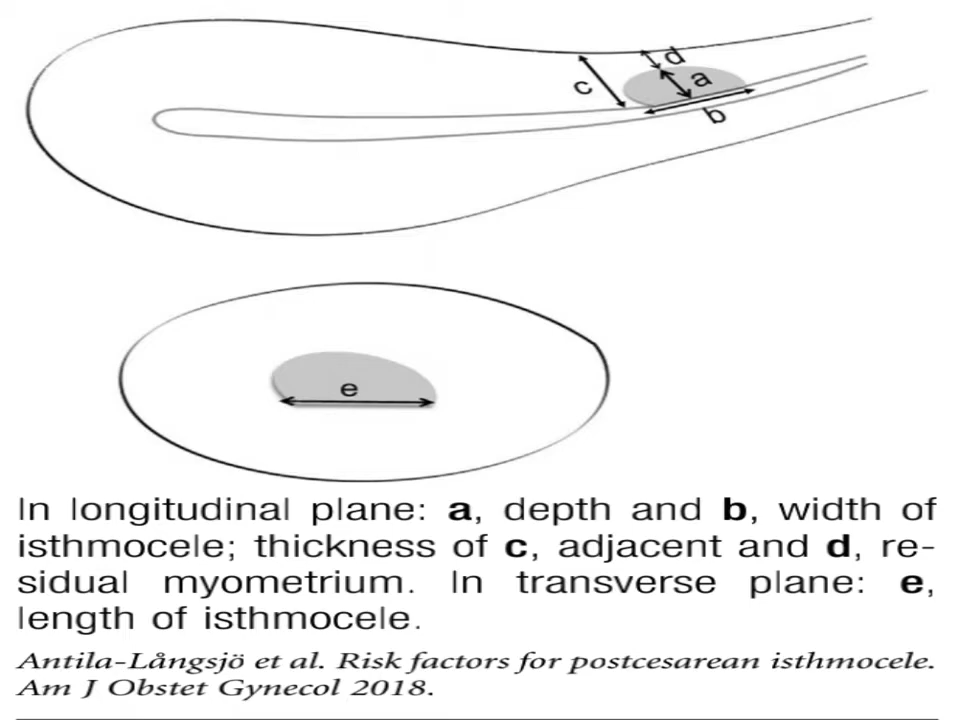 d
c
a
b
e
In longitudinal plane: a, depth and b, width of
isthmocele; thickness of c, adjacent and d, re-
sidual myometrium. In transverse plane: e,
length of isthmocele.
Antila-Långsjö et al. Risk factors for postcesarean isthmocele.
Am J Obstet Gynecol 2018.